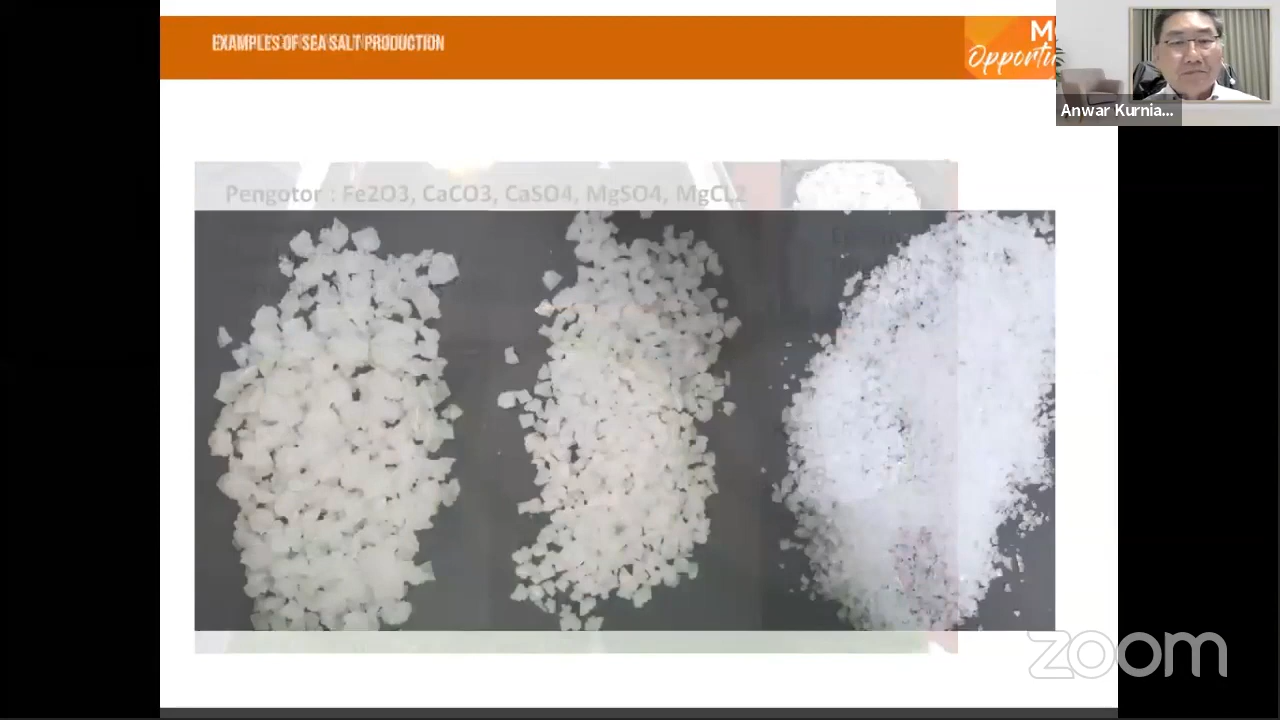 EXAMPLES OF SEA SALT PRODUCTION
M
Opportu
Anwar Kurnia...
Pengotor : Fe2O3, CaCO3, CaSO4, MgSO4, MgCL2
zoom